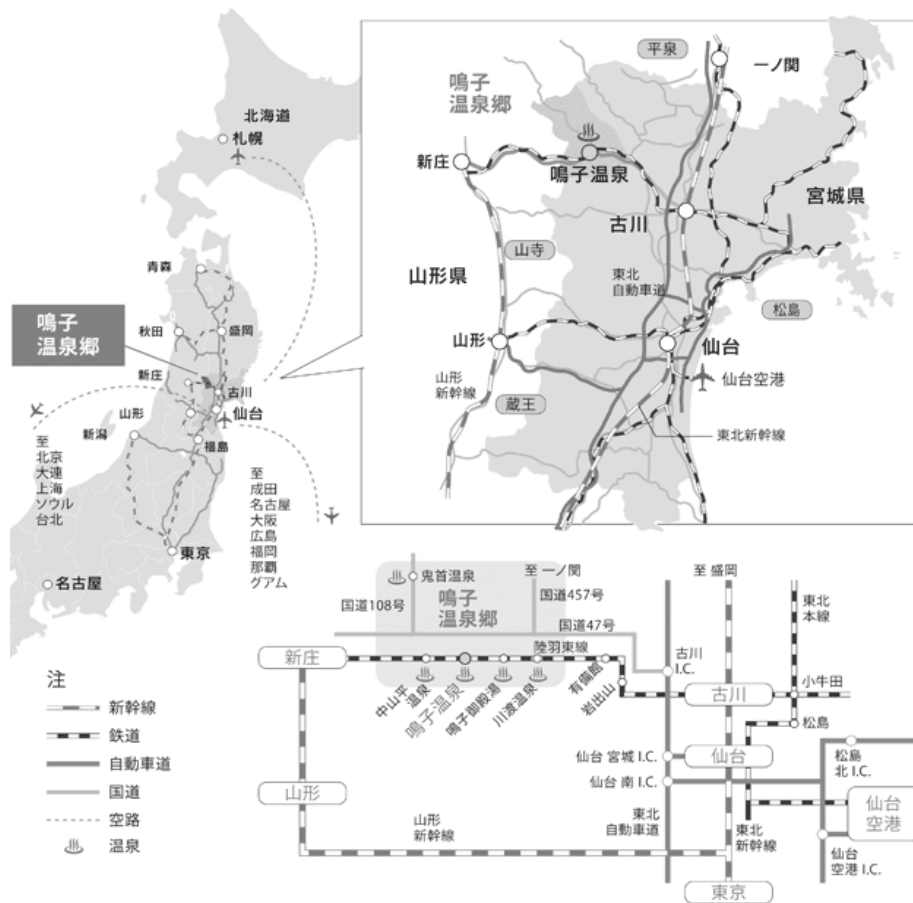 北海道
札幌
青森
秋田
盛岡
鳴子
温泉郷
新庄
古川
山形
仙台
新潟
福島
至
北京
大連
上海
ソウル
台北
至
成田
名古屋
大阪
広島
福岡
那覇
グアム
東京
名古屋
平泉
一ノ関
鳴子
温泉郷
新庄
鳴子温泉
宮城県
古川
山寺
山形県
東北
自動車道
松島
山形
仙台
山形
新幹線
仙台空港
蔵王
東北新幹線
鬼首温泉
至 一ノ関
至 盛岡
国道108号
鳴子
温泉郷
国道457号
東北
本線
国道47号
陸羽東線
古川
I.C.
新庄
中山平
温泉
鳴子温泉
鳴子御殿湯
川渡温泉
有備館
岩出山
古川
小牛田
松島
仙台 宮城 I.C.
仙台
松島
北 I.C.
仙台 南 I.C.
山形
仙台
空港
山形
新幹線
東北
自動車道
東北
新幹線
仙台
空港 I.C.
東京
注
新幹線
鉄道
自動車道
国道
空路
温泉